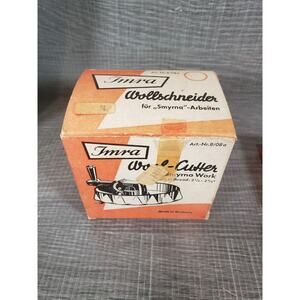 Imra
Wollschneider
für „Smyrna"-Arbeiten
Imra
Art.-Nr. 8/08a
Wool-Cutter
Smyrna Work
Made in Germany